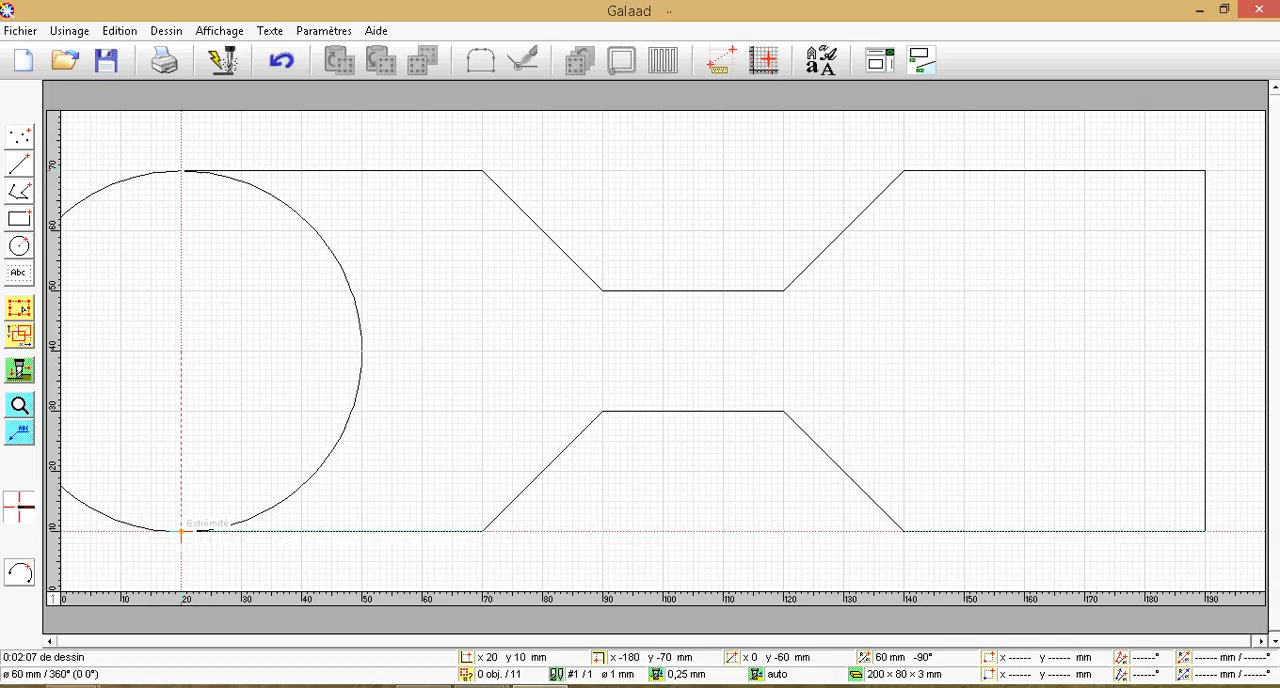 Galaad
Fichier Usinage Edition Dessin Affichage Texte Paramètres Aide
Abc
ABC
Extrémité
70
60
50
40
30
20
10
0
1 0 10 20 30 40 50 60 70 80 90 100 110 120 130 140 150 160 170 180 190
0:02:07 de dessin x 20 y 10 mm x -180 y -70 mm x 0 y -60 mm 60 mm -90° x ----- y ----- mm -----° ----- mm / -----°
ø 60 mm / 360° (0 0°) 0 obj. / 11 #1 / 1 ø 1 mm 0,25 mm auto 200 × 80 × 3 mm x ----- y ----- mm -----° ----- mm / -----°